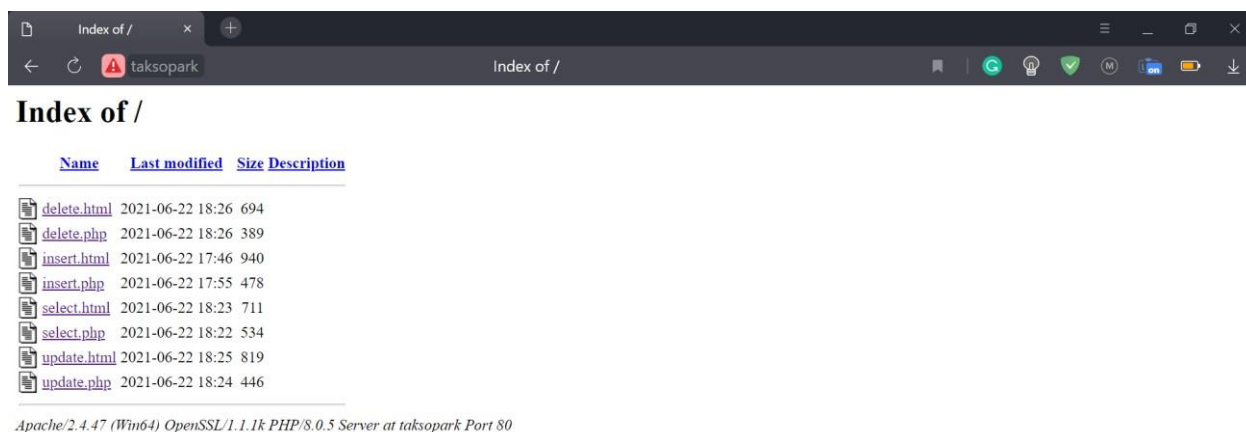 Index of /
taksopark
Index of /
on
Index of /
Name Last modified Size Description
delete.html 2021-06-22 18:26 694
delete.php 2021-06-22 18:26 389
insert.html 2021-06-22 17:46 940
insert.php 2021-06-22 17:55 478
select.html 2021-06-22 18:23 711
select.php 2021-06-22 18:22 534
update.html 2021-06-22 18:25 819
update.php 2021-06-22 18:24 446
Apache/2.4.47 (Win64) OpenSSL/1.1.1k PHP/8.0.5 Server at taksopark Port 80